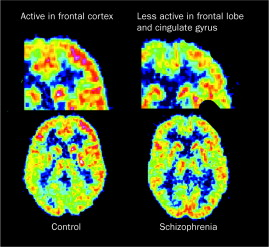 Active in frontal cortex
Less active in frontal lobe
and cingulate gyrus
Control
Schizophrenia